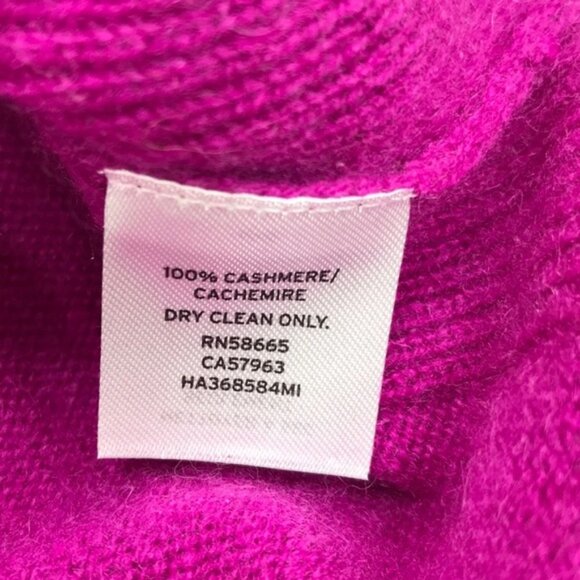 100% CASHMERE/
CACHEMIRE
DRY CLEAN ONLY.
RN58665
CA57963
HA368584MI